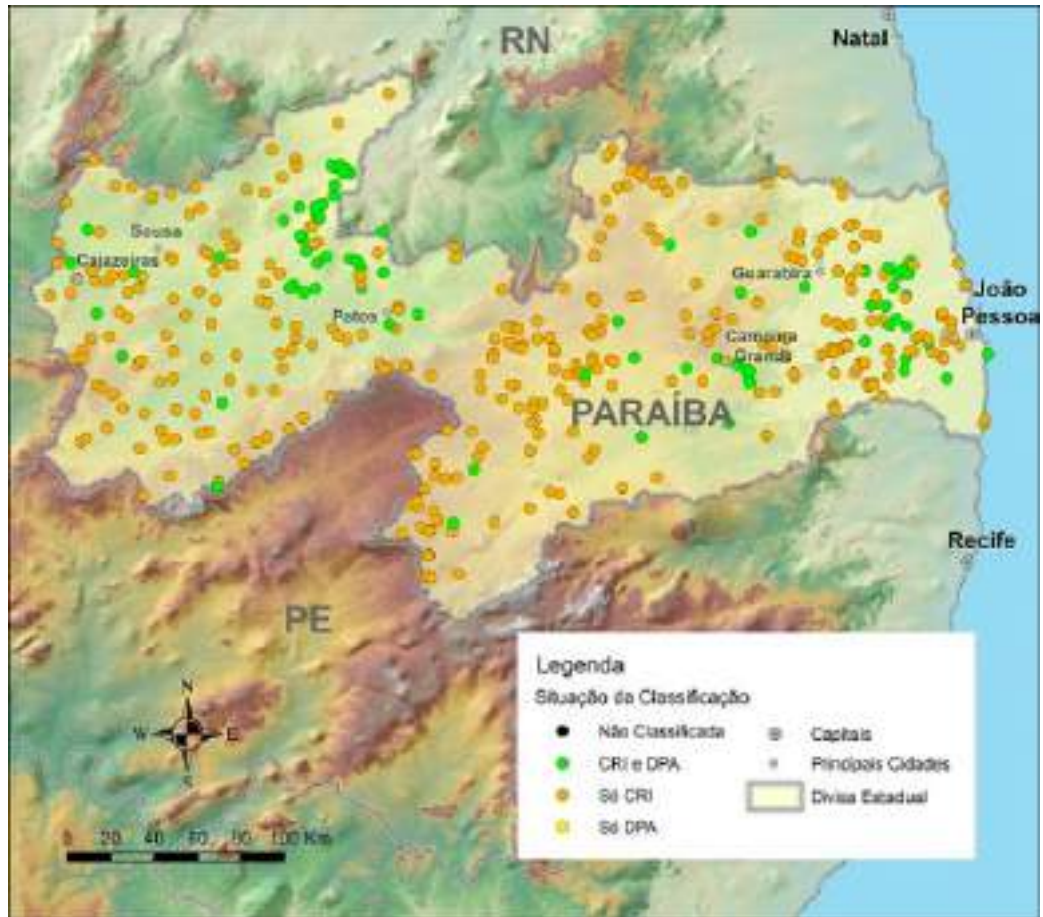 RN
Natal
Sousa
Cajazeiras
Guarabira
João
Pessoa
Patos
Campina
Grande
PARAÍBA
Recife
PE
N
W E
S
Legenda
Situação da Classificação
Não Classificada
CRI e DPA
Só CRI
Só DPA
Capitais
Principais Cidades
Divisa Estadual
0 20 40 60 80 100 Km